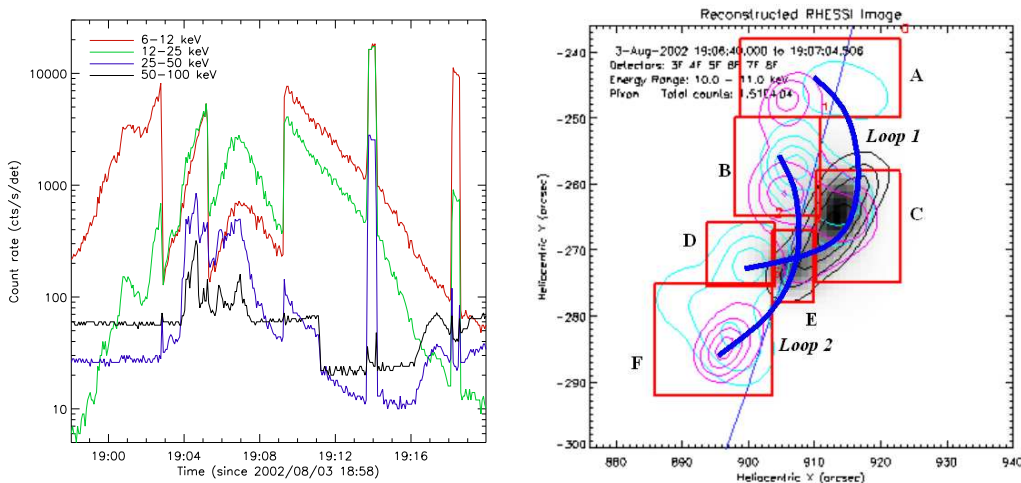 6–12 keV
12–25 keV
25–50 keV
50–100 keV
10000
1000
100
10
Count rate (cts/s/det)
19:00
19:04
19:08
19:12
19:16
Time (since 2002/08/03 18:58)
Reconstructed RHESSI Image
3-Aug-2002 19:06:40.000 to 19:07:04.506
Detectors: 3F 4F 5F 6F 7F 8F
Energy Range: 10.0 - 11.0 keV
Pixon Total counts: 1.51E+04
-240
-250
-260
-270
-280
-290
-300
Heliocentric Y (arcsec)
A
Loop 1
B
C
D
E
Loop 2
F
880
890
900
910
920
930
940
Heliocentric X (arcsec)